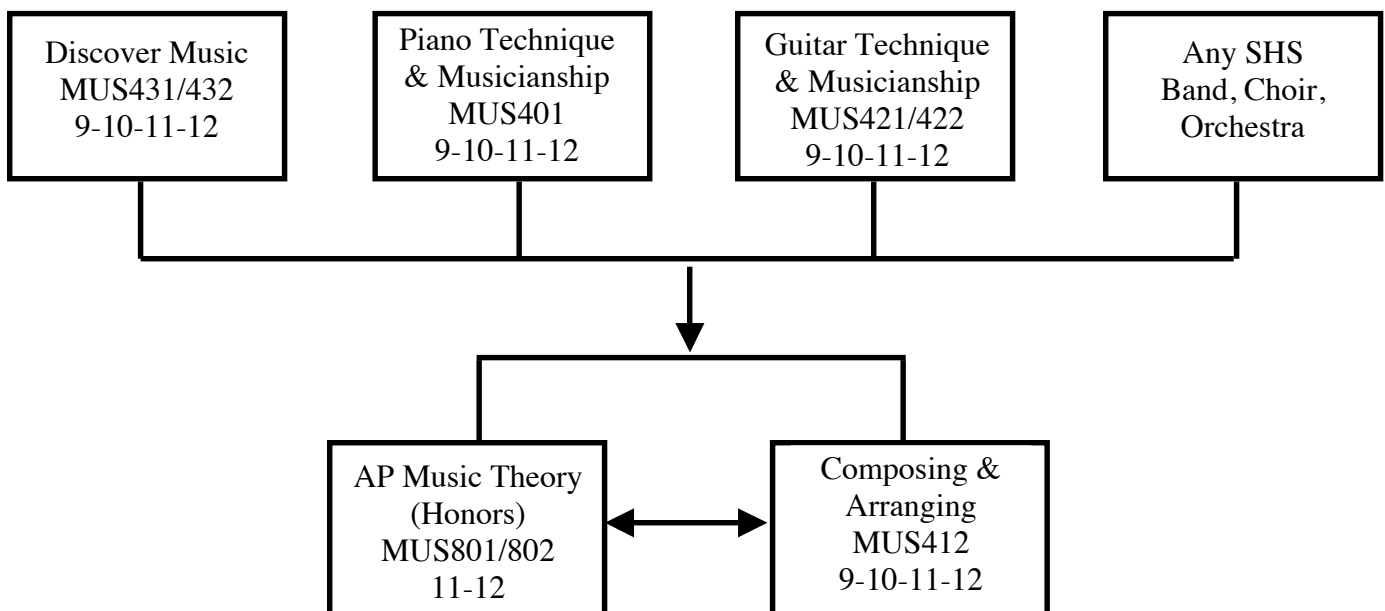 Discover Music
MUS431/432
9-10-11-12
Piano Technique
& Musicianship
MUS401
9-10-11-12
Guitar Technique
& Musicianship
MUS421/422
9-10-11-12
Any SHS
Band, Choir,
Orchestra
AP Music Theory
(Honors)
MUS801/802
11-12
Composing &
Arranging
MUS412
9-10-11-12